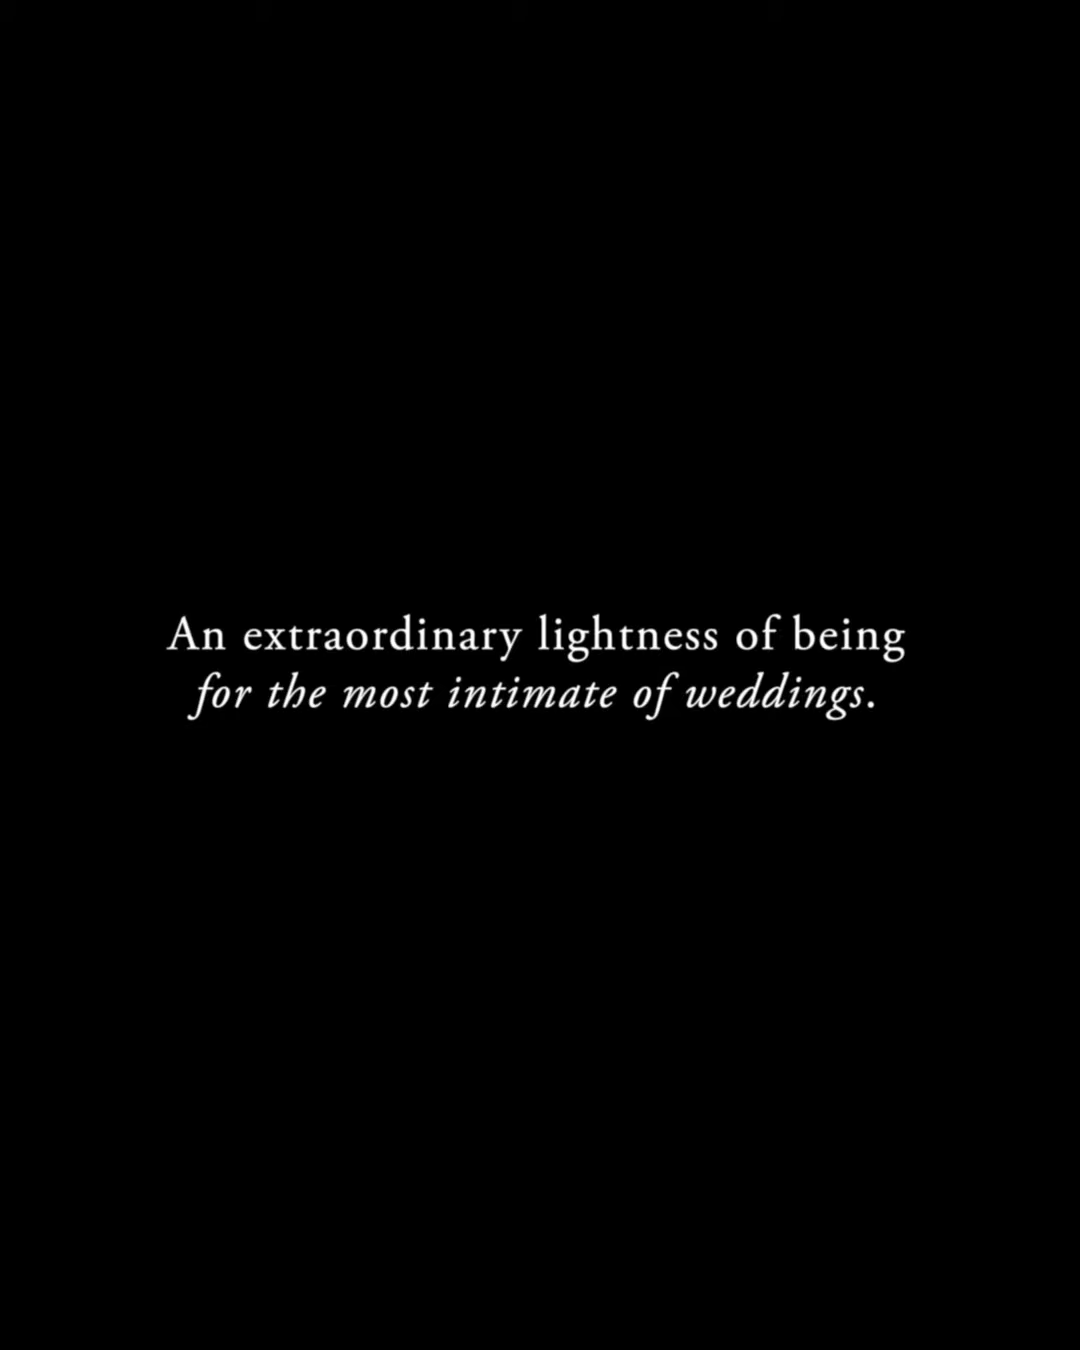 An extraordinary lightness of being
for the most intimate of weddings.